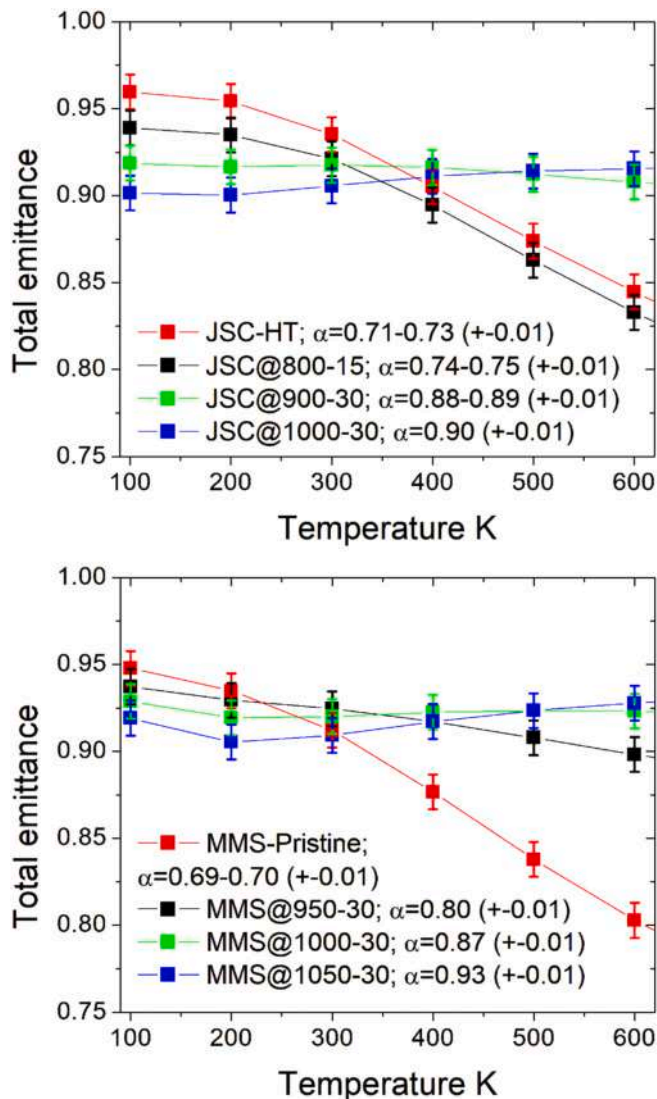 1.00
0.95
0.90
0.85
0.80
0.75
Total emittance
JSC-HT; α=0.71-0.73 (+-0.01)
JSC@800-15; α=0.74-0.75 (+-0.01)
JSC@900-30; α=0.88-0.89 (+-0.01)
JSC@1000-30; α=0.90 (+-0.01)
100 200 300 400 500 600
Temperature K
1.00
0.95
0.90
0.85
0.80
0.75
Total emittance
MMS-Pristine;
α=0.69-0.70 (+-0.01)
MMS@950-30; α=0.80 (+-0.01)
MMS@1000-30; α=0.87 (+-0.01)
MMS@1050-30; α=0.93 (+-0.01)
100 200 300 400 500 600
Temperature K